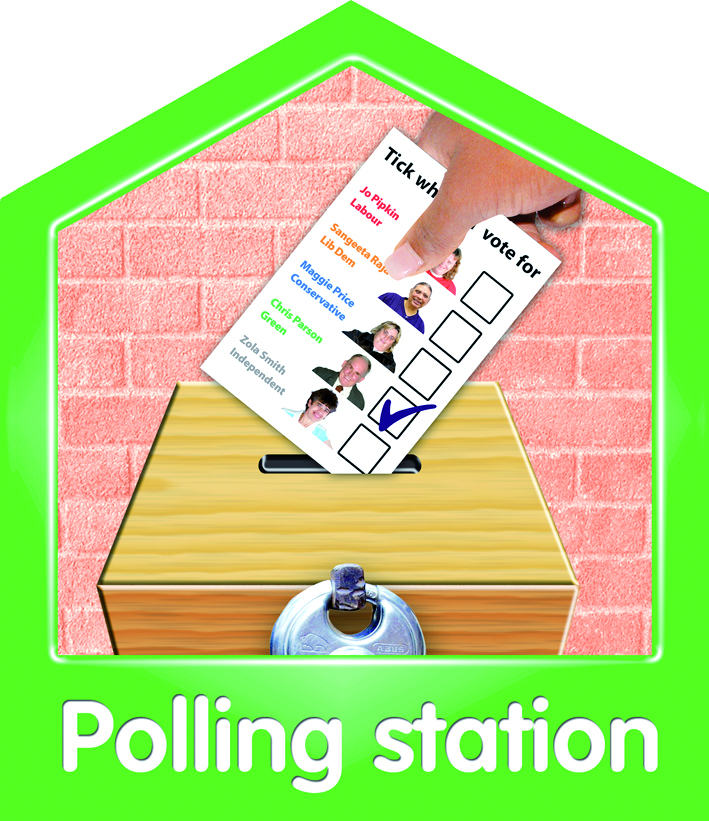 Tick wh vote for
Jo Pipkin
Labour
Sangeeta Raj
Lib Dem
Maggie Price
Conservative
Chris Parson
Green
Zola Smith
Independent
ABUS
Polling station